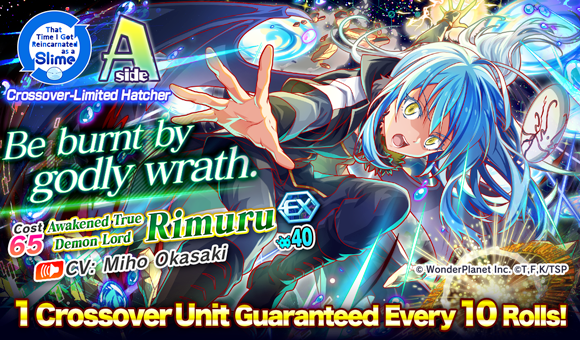 That
Time I Got
Reincarnated
as a
Slime
A
side
Crossover-Limited Hatcher
Be burnt by
godly wrath.
Cost
65
Awakened True
Demon Lord
Rimuru
EX
40
CV: Miho Okasaki
© WonderPlanet Inc. ©T,F,K/TSP
1 Crossover Unit Guaranteed Every 10 Rolls!